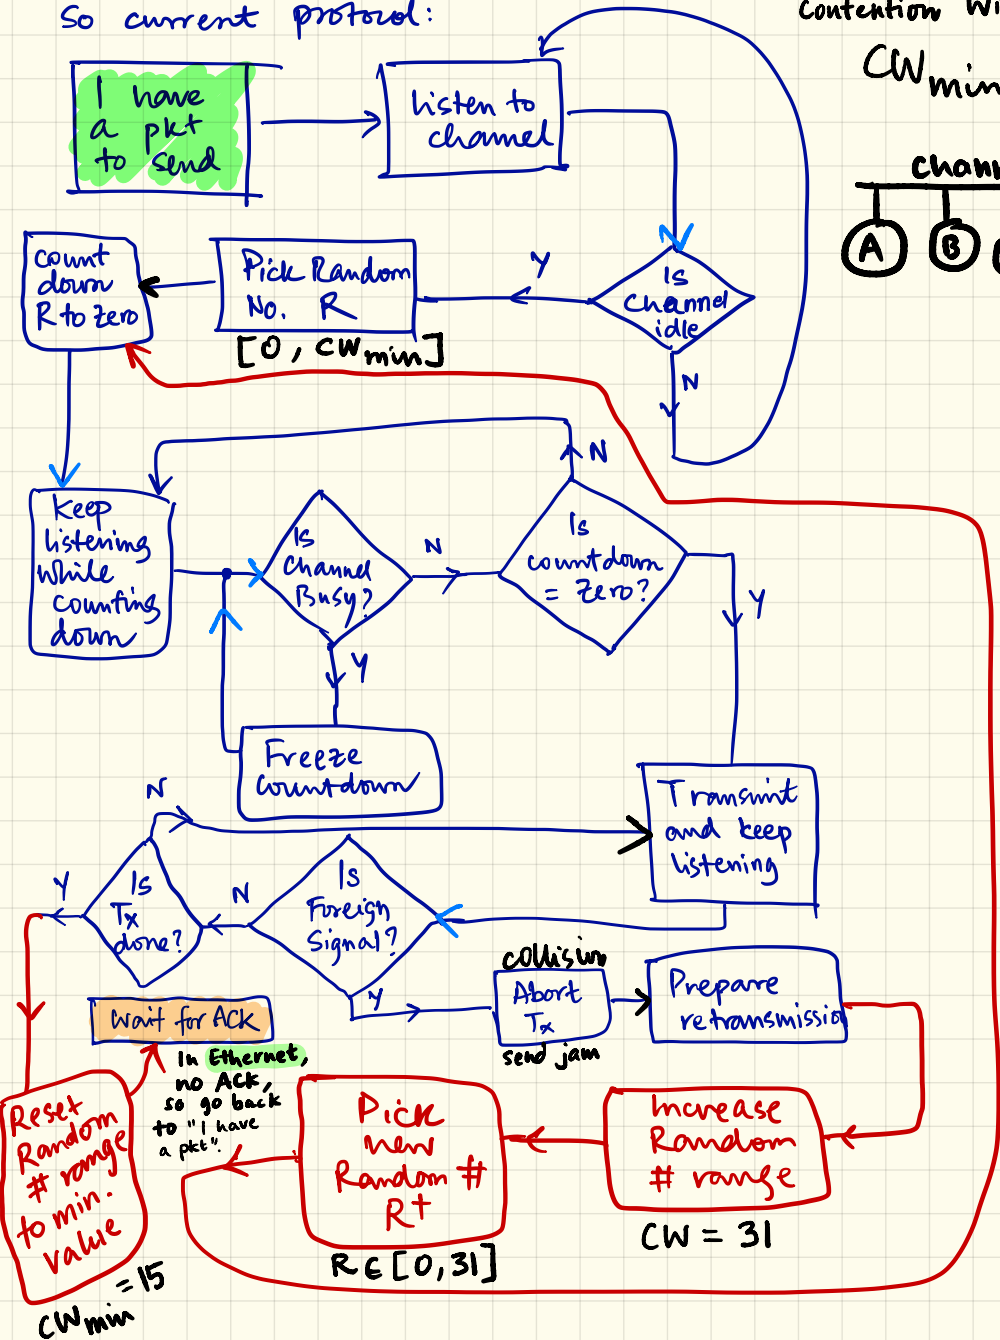 So current protocol:
Contention Wi
CWmin
I have
a pkt
to send
listen to
channel
chann
A
B
Is
channel
idle
Y
N
Pick Random
No. R
[0, CWmin]
count
down
R to zero
Keep
listening
while
counting
down
Is
Channel
Busy?
N
Y
Is
countdown
= Zero?
N
Y
Freeze
countdown
Transmit
and keep
listening
Is
Foreign
Signal?
N
Y
Is
Tx
done?
N
Y
collision
Abort
Tx
send jam
Prepare
retransmission
Wait for ACK
In Ethernet,
no ACK,
so go back
to "I have
a pkt".
Increase
Random
# range
CW = 31
Pick
new
Random #
R+
R ∈ [0,31]
Reset
Random
# range
to min.
value
CWmin = 15